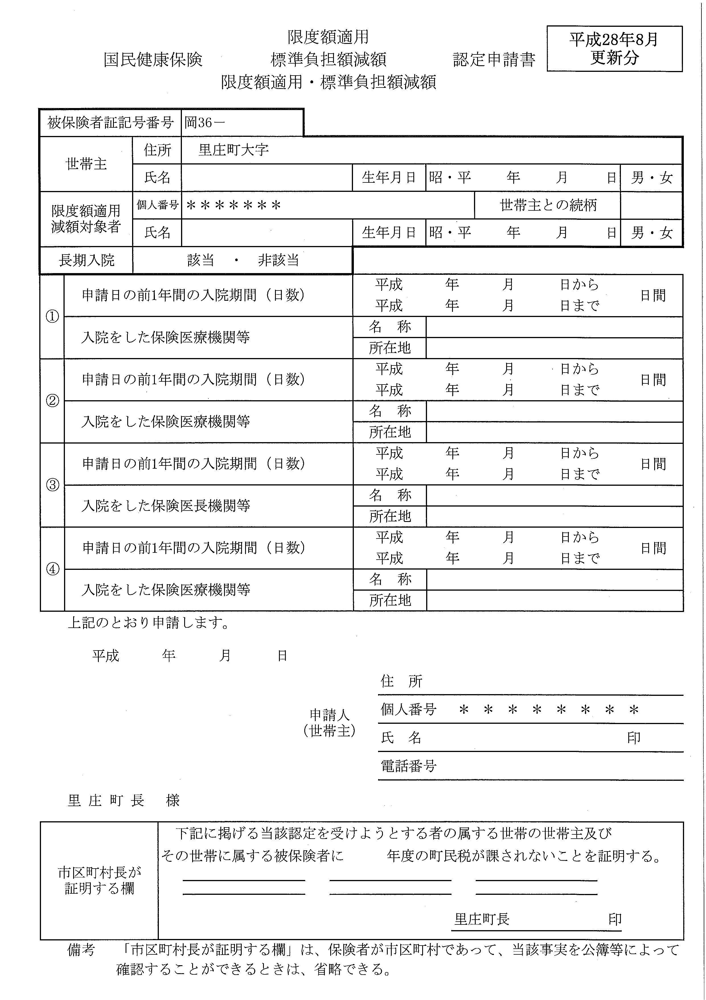 限度額適用
国民健康保険 標準負担額減額 認定申請書
限度額適用・標準負担額減額
平成28年8月
更新分
被保険者証記号番号 岡36－
世帯主 住所 里庄町大字
氏名 生年月日 昭・平 年 月 日 男・女
限度額適用
減額対象者
個人番号 ＊＊＊＊＊＊＊ 世帯主との続柄
氏名 生年月日 昭・平 年 月 日 男・女
長期入院 該当 ・ 非該当
①
申請日の前1年間の入院期間（日数） 平成 年 月 日から
平成 年 月 日まで
日間
入院をした保険医療機関等 名 称
所在地
②
申請日の前1年間の入院期間（日数） 平成 年 月 日から
平成 年 月 日まで
日間
入院をした保険医療機関等 名 称
所在地
③
申請日の前1年間の入院期間（日数） 平成 年 月 日から
平成 年 月 日まで
日間
入院をした保険医長機関等 名 称
所在地
④
申請日の前1年間の入院期間（日数） 平成 年 月 日から
平成 年 月 日まで
日間
入院をした保険医療機関等 名 称
所在地
上記のとおり申請します。
平成 年 月 日
申請人
（世帯主）
住 所
個人番号 ＊ ＊ ＊ ＊ ＊ ＊ ＊ ＊
氏 名 印
電話番号
里 庄 町 長 様
市区町村長が
証明する欄
下記に掲げる当該認定を受けようとする者の属する世帯の世帯主及び
その世帯に属する被保険者に 年度の町民税が課されないことを証明する。
里庄町長 印
備考 「市区町村長が証明する欄」は、保険者が市区町村であって、当該事実を公簿等によって
確認することができるときは、省略できる。